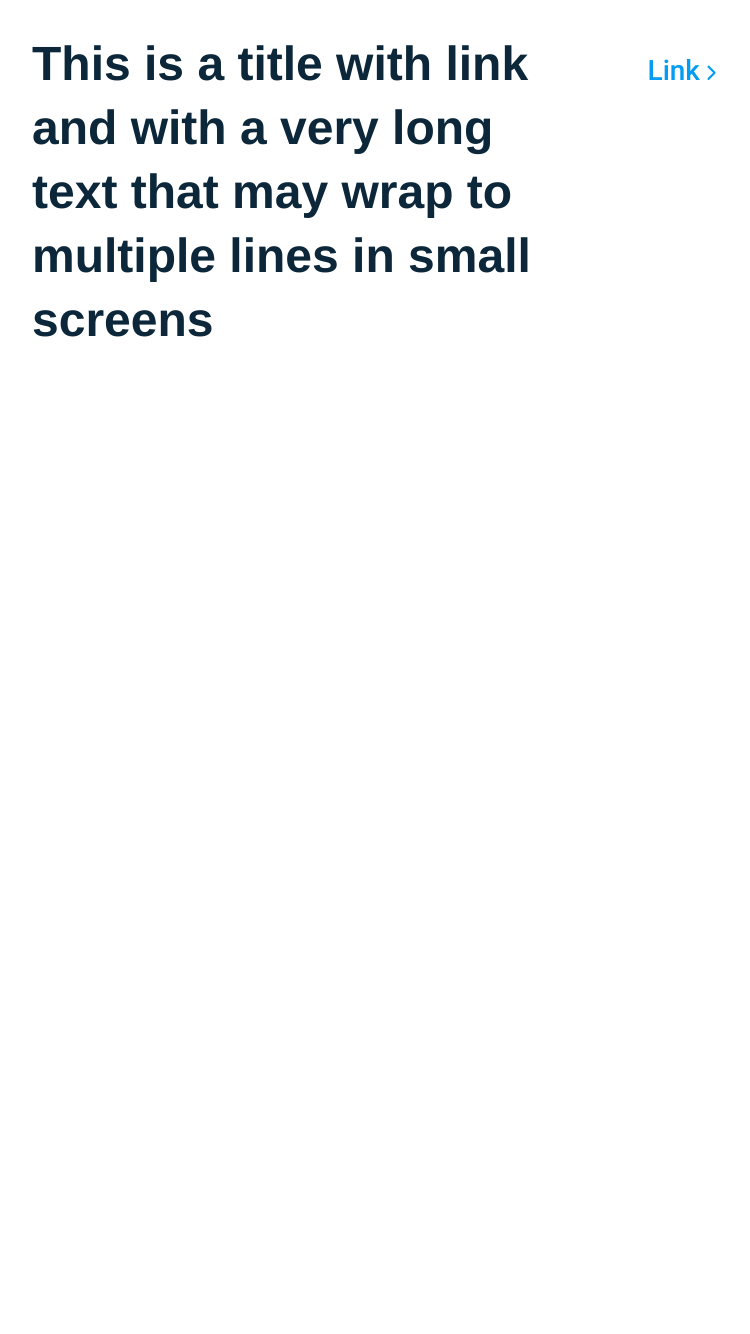 This is a title with link
and with a very long
text that may wrap to
multiple lines in small
screens
Link